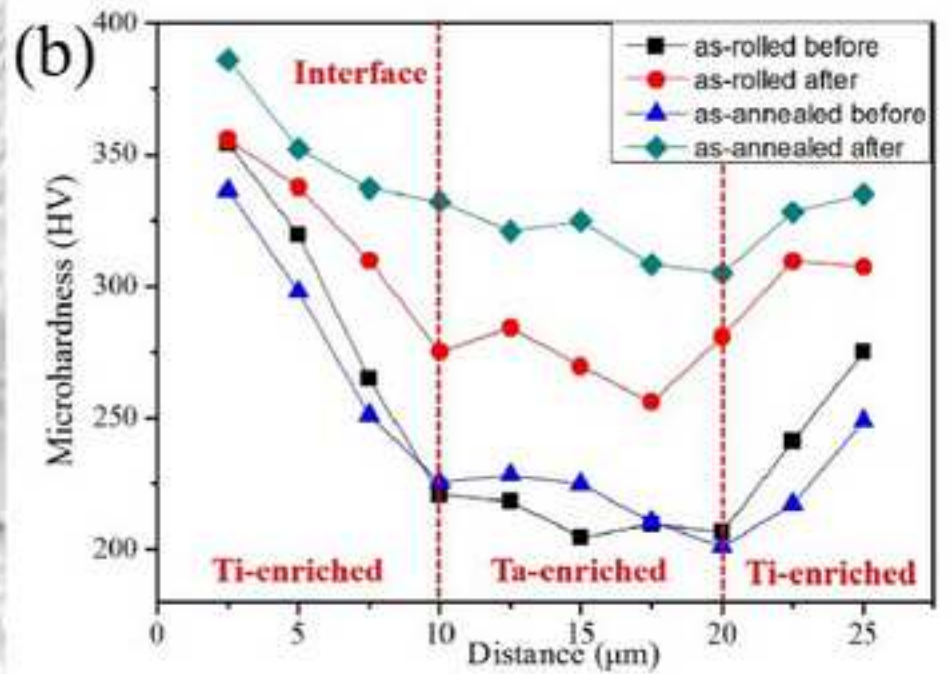 (b)
400
350
300
250
200
Microhardness (HV)
Interface
as-rolled before
as-rolled after
as-annealed before
as-annealed after
Ti-enriched
Ta-enriched
Ti-enriched
0
5
10
15
20
25
Distance (μm)